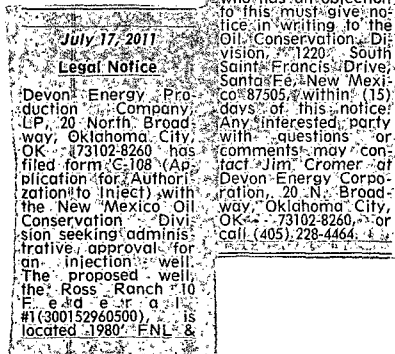 July 17, 2011
Legal Notice
Devon Energy Pro-
duction Company,
LP, 20 North Broad-
way, Oklahoma City,
OK 73102-8260 has
filed form C-108 (Ap-
plication for Authori-
zation to Inject) with
the New Mexico Oil
Conservation Divi-
sion seeking adminis-
trative approval for
an injection well.
The proposed well,
the Ross Ranch 10
Federal
#1(300152960500), is
located 1980' FNL &
who has an objection
to this must give no-
tice in writing to the
Oil Conservation Di-
vision, 1220 South
Saint Francis Drive,
Santa Fe, New Mexi-
co 87505, within (15)
days of this notice.
Any interested party
with questions or
comments may con-
tact Jim Cromer at
Devon Energy Corpo-
ration, 20 N. Broad-
way, Oklahoma City,
OK 73102-8260, or
call (405) 228-4464.